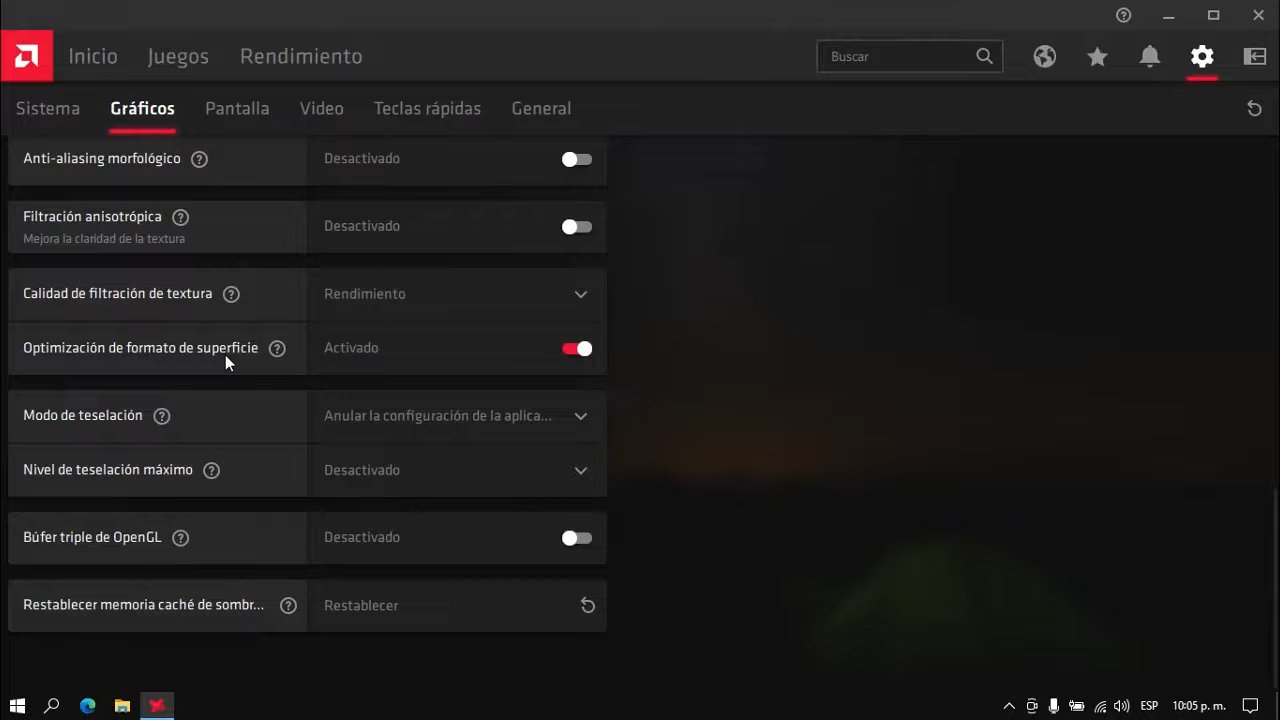 Inicio Juegos Rendimiento Buscar
Sistema Gráficos Pantalla Video Teclas rápidas General
Anti-aliasing morfológico Desactivado
Filtración anisotrópica Desactivado
Mejora la claridad de la textura
Calidad de filtración de textura Rendimiento
Optimización de formato de superficie Activado
Modo de teselación Anular la configuración de la aplica...
Nivel de teselación máximo Desactivado
Búfer triple de OpenGL Desactivado
Restablecer memoria caché de sombr... Restablecer
ESP 10:05 p. m.